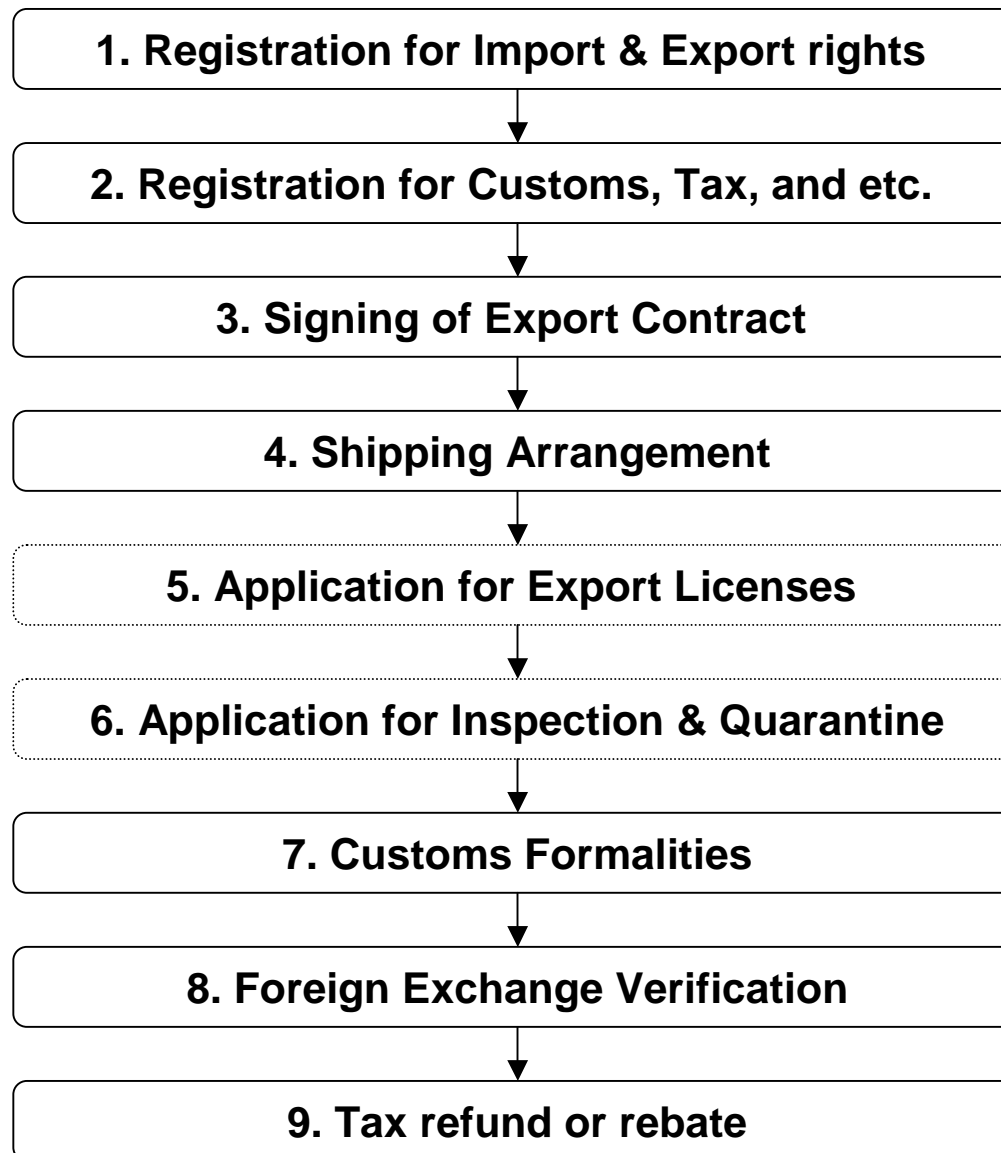 1. Registration for Import & Export rights
2. Registration for Customs, Tax, and etc.
3. Signing of Export Contract
4. Shipping Arrangement
5. Application for Export Licenses
6. Application for Inspection & Quarantine
7. Customs Formalities
8. Foreign Exchange Verification
9. Tax refund or rebate